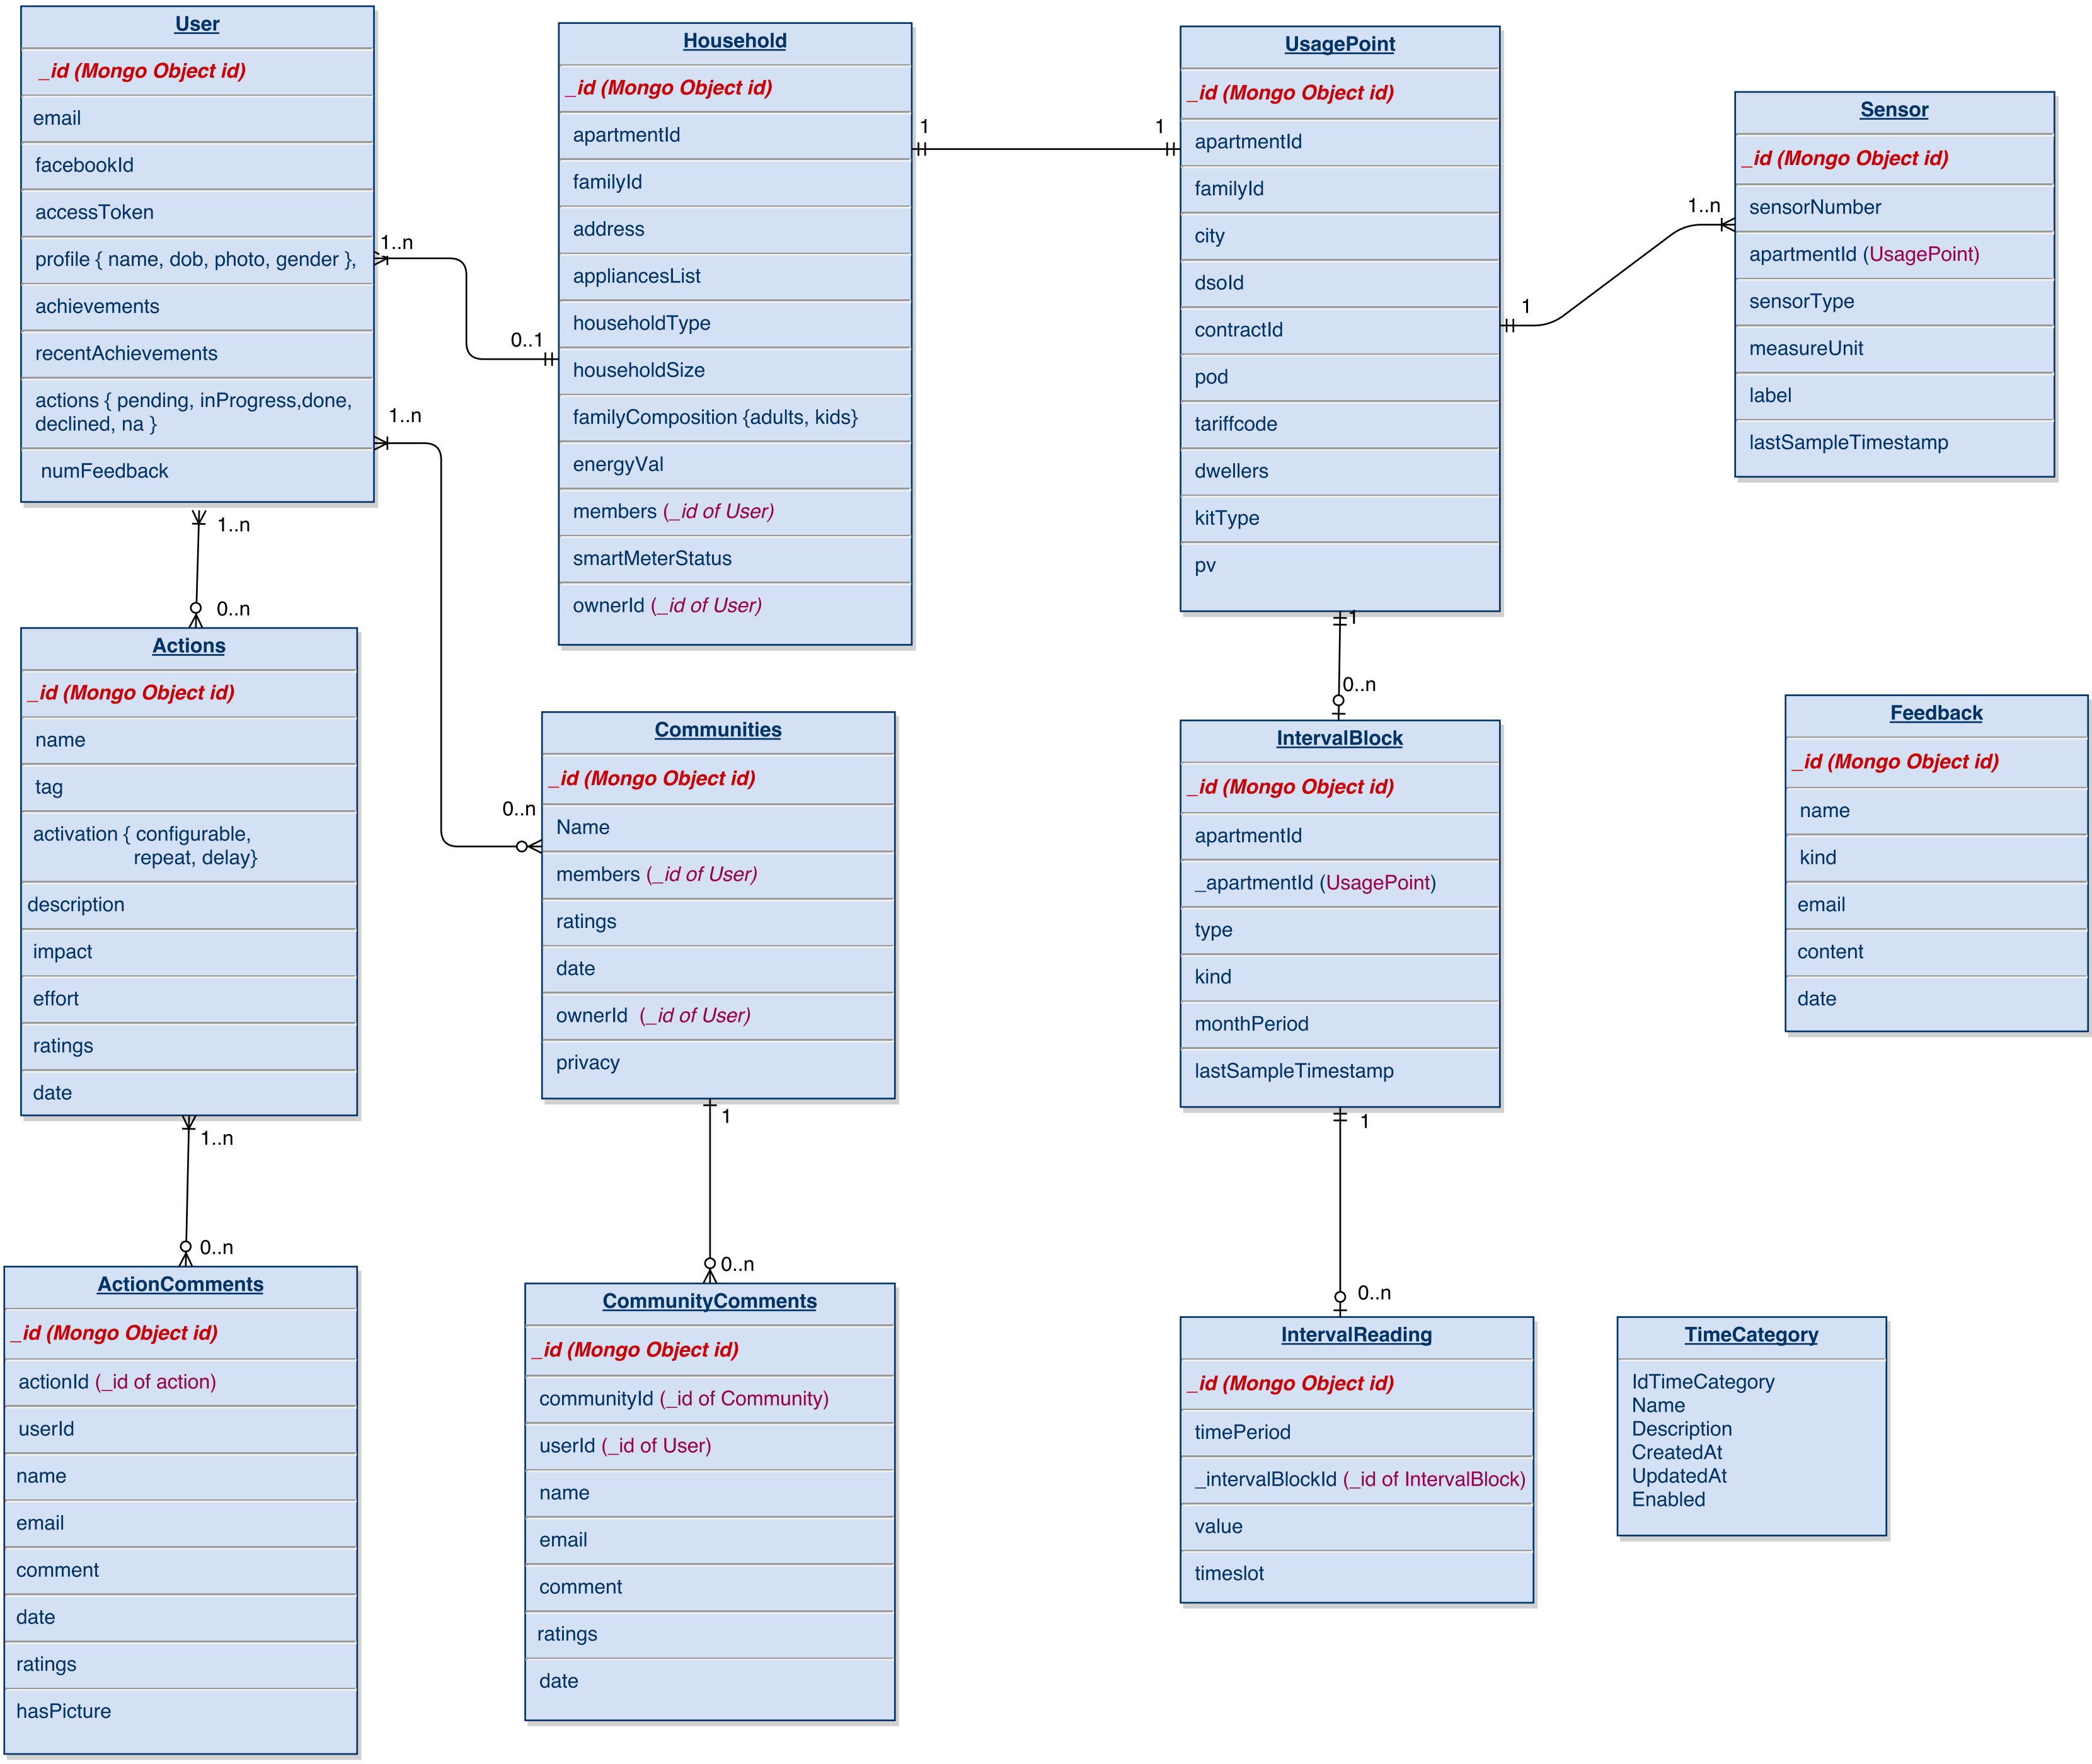 User
_id (Mongo Object id)
email
facebookId
accessToken
profile { name, dob, photo, gender },
achievements
recentAchievements
actions { pending, inProgress,done,
declined, na }
numFeedback
1..n
0..1
1..n
0..n
1..n
0..n
Household
_id (Mongo Object id)
apartmentId
familyId
address
appliancesList
householdType
householdSize
familyComposition {adults, kids}
energyVal
members (_id of User)
smartMeterStatus
ownerId (_id of User)
1
1
UsagePoint
_id (Mongo Object id)
apartmentId
familyId
city
dsoId
contractId
pod
tariffcode
dwellers
kitType
pv
1
1..n
1
0..n
Sensor
_id (Mongo Object id)
sensorNumber
apartmentId (UsagePoint)
sensorType
measureUnit
label
lastSampleTimestamp
Actions
_id (Mongo Object id)
name
tag
activation { configurable,
repeat, delay}
description
impact
effort
ratings
date
1..n
0..n
Communities
_id (Mongo Object id)
Name
members (_id of User)
ratings
date
ownerId (_id of User)
privacy
1
0..n
IntervalBlock
_id (Mongo Object id)
apartmentId
_apartmentId (UsagePoint)
type
kind
monthPeriod
lastSampleTimestamp
1
0..n
Feedback
_id (Mongo Object id)
name
kind
email
content
date
ActionComments
_id (Mongo Object id)
actionId (_id of action)
userId
name
email
comment
date
ratings
hasPicture
CommunityComments
_id (Mongo Object id)
communityId (_id of Community)
userId (_id of User)
name
email
comment
ratings
date
IntervalReading
_id (Mongo Object id)
timePeriod
_intervalBlockId (_id of IntervalBlock)
value
timeslot
TimeCategory
IdTimeCategory
Name
Description
CreatedAt
UpdatedAt
Enabled